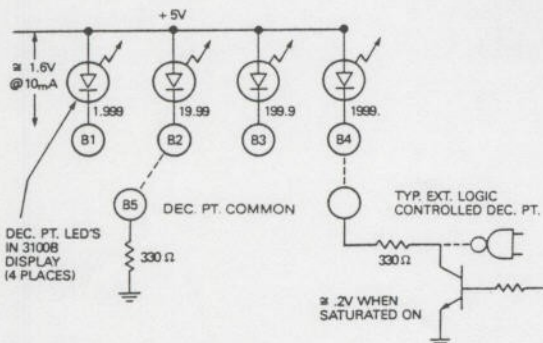 + 5V
≅ 1.6V
@10mA
1.999
19.99
199.9
1999.
B1
B2
B3
B4
B5
DEC. PT. COMMON
TYP. EXT. LOGIC
CONTROLLED DEC. PT.
DEC. PT. LED'S
IN 3100B
DISPLAY
(4 PLACES)
330 Ω
330 Ω
≅ .2V WHEN
SATURATED ON